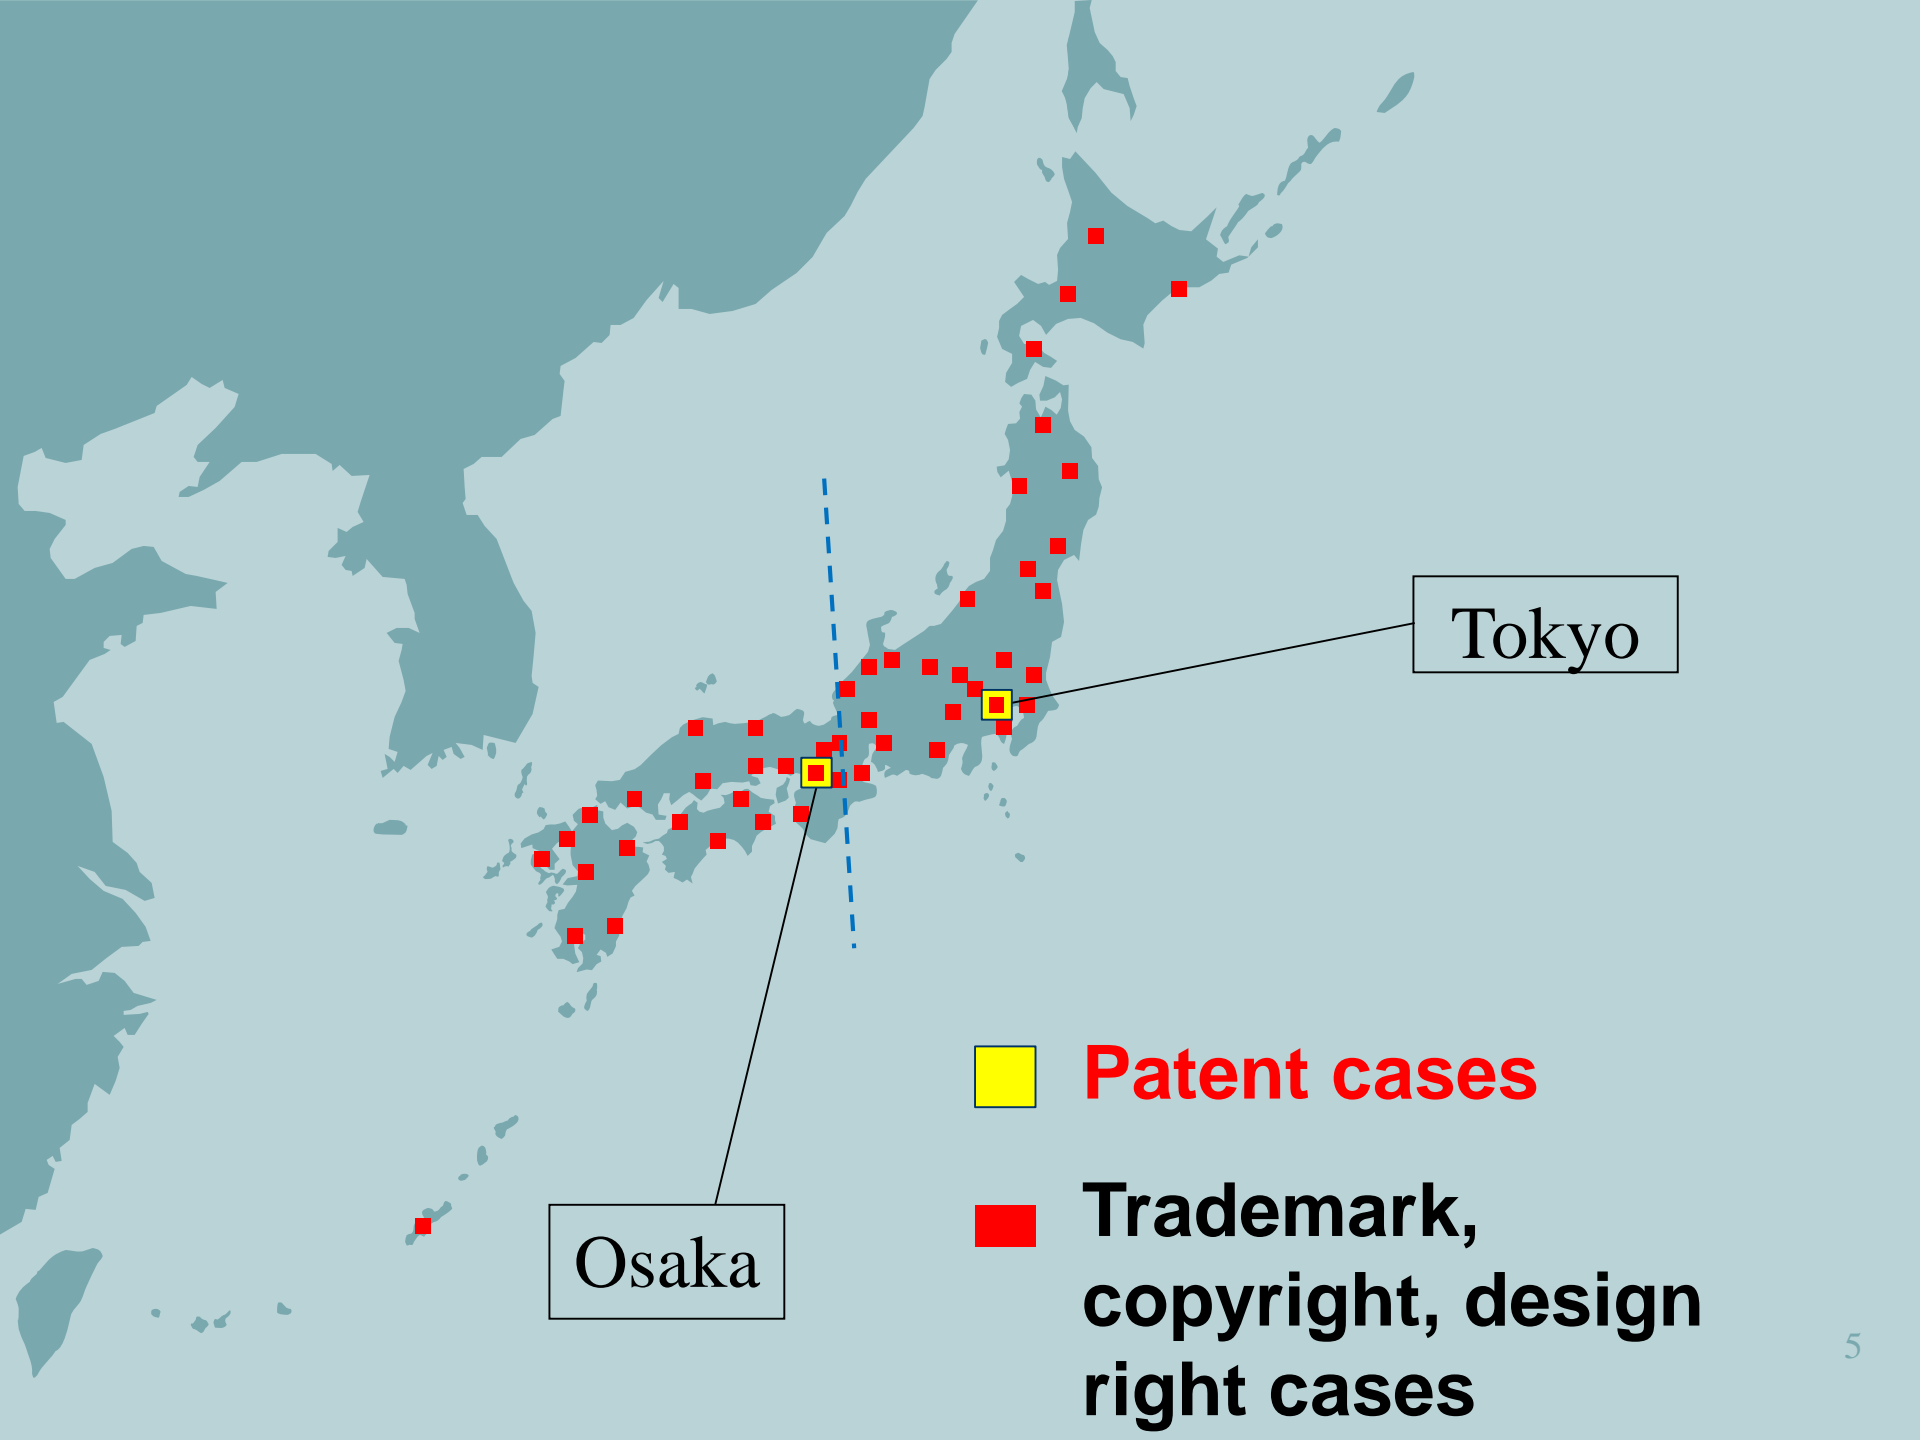 Tokyo
Osaka
Patent cases
Trademark,
copyright, design
right cases
5